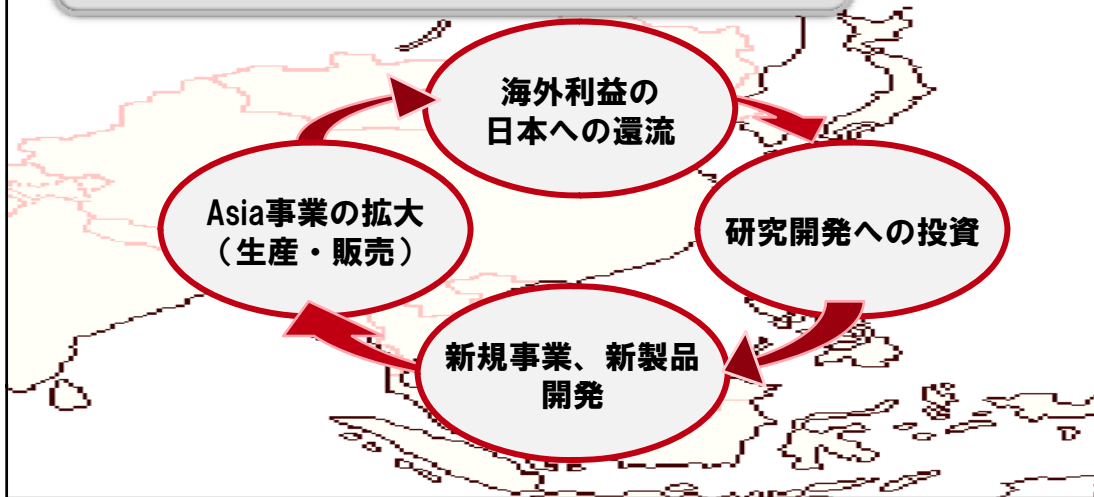 海外利益の
日本への還流
研究開発への投資
新規事業、新製品
開発
Asia事業の拡大
（生産・販売）